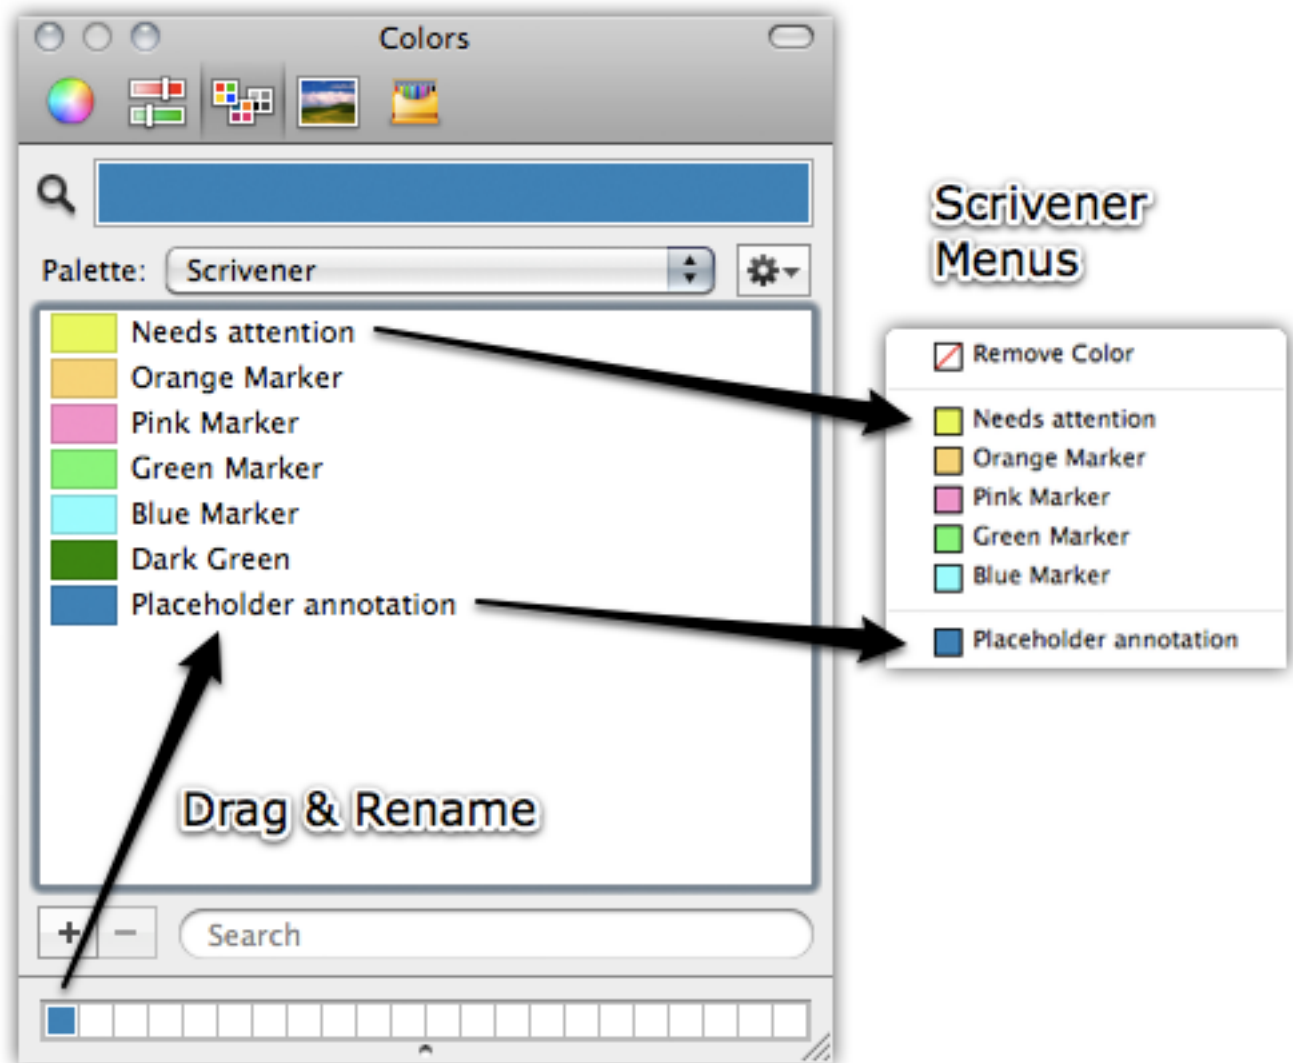 Colors
Palette: Scrivener
Needs attention
Orange Marker
Pink Marker
Green Marker
Blue Marker
Dark Green
Placeholder annotation
Drag & Rename
Search
Scrivener
Menus
Remove Color
Needs attention
Orange Marker
Pink Marker
Green Marker
Blue Marker
Placeholder annotation